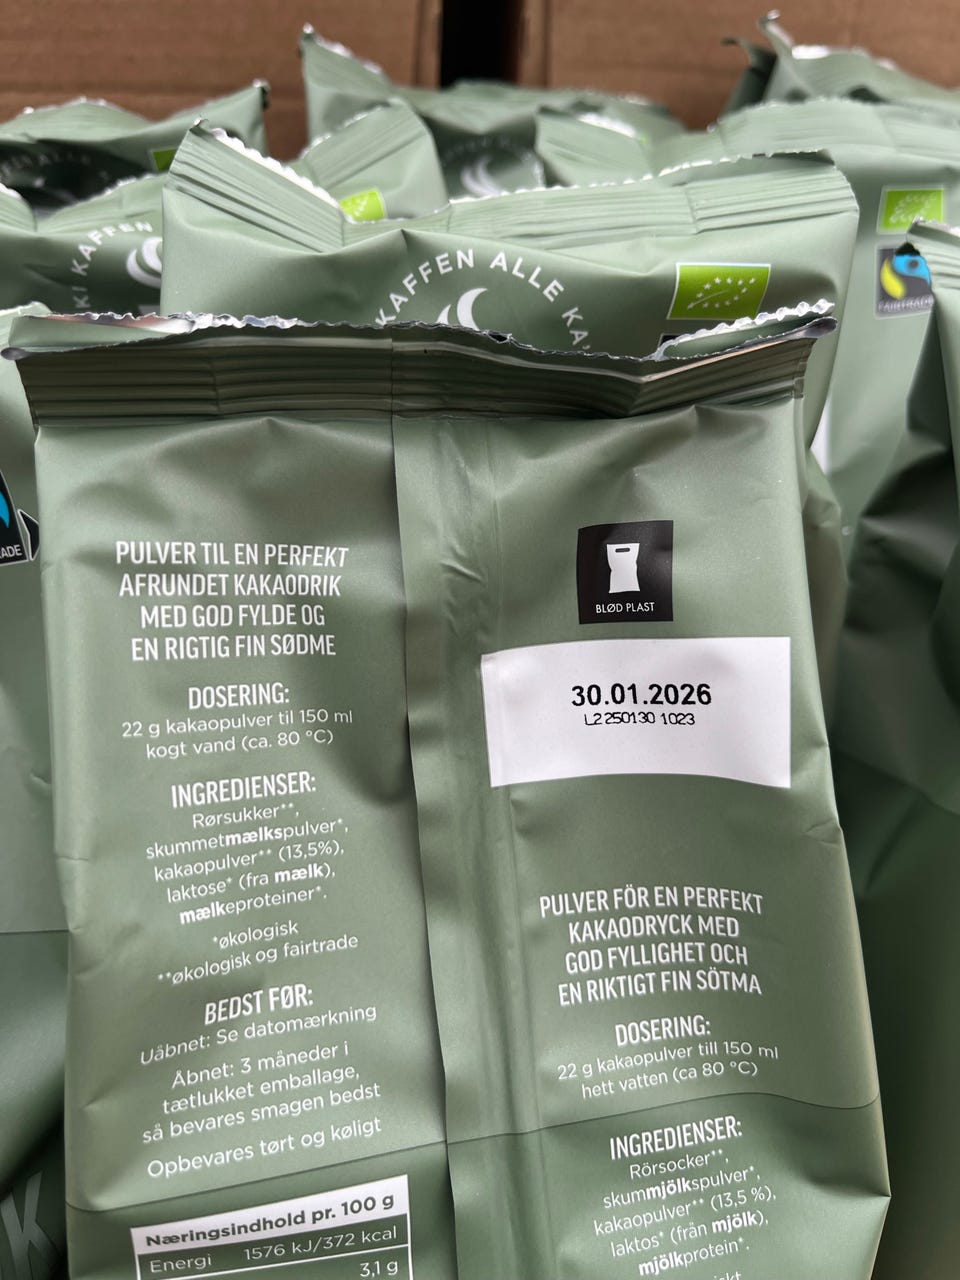 KI KAFFEN
KAFFEN ALLE KA
FAIRTRADE
ADE
PULVER TIL EN PERFEKT
AFRUNDET KAKAODRIK
MED GOD FYLDE OG
EN RIGTIG FIN SØDME
DOSERING:
22 g kakaopulver til 150 ml
kogt vand (ca. 80 °C)
INGREDIENSER:
Rørsukker**,
skummetmælkspulver*,
kakaopulver** (13,5%),
laktose* (fra mælk),
mælkeproteiner*.
*økologisk
**økologisk og fairtrade
BEDST FØR:
Uåbnet: Se datomærkning
Åbnet: 3 måneder i
tætlukket emballage,
så bevares smagen bedst
Opbevares tørt og køligt
Næringsindhold pr. 100 g
Energi 1576 kJ/372 kcal
3,1 g
BLØD PLAST
30.01.2026
L2 250130 1023
PULVER FÖR EN PERFEKT
KAKAODRYCK MED
GOD FYLLIGHET OCH
EN RIKTIGT FIN SÖTMA
DOSERING:
22 g kakaopulver till 150 ml
hett vatten (ca 80 °C)
INGREDIENSER:
Rörsocker**,
skummjölkspulver*,
kakaopulver** (13,5 %),
laktos* (från mjölk),
mjölkprotein*.
K